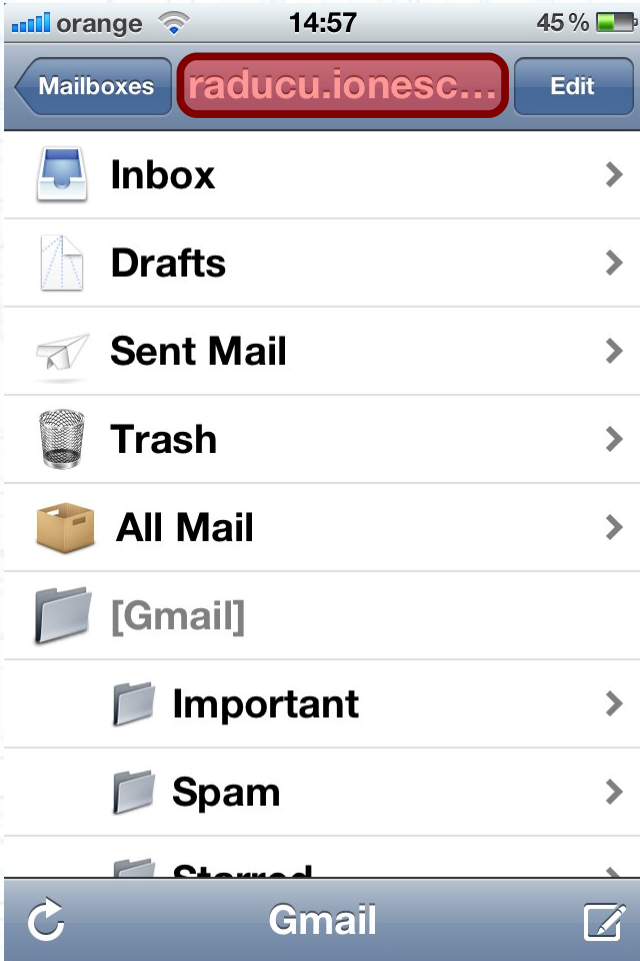 orange 14:57 45 %
Mailboxes raducu.ionesc... Edit
Inbox
Drafts
Sent Mail
Trash
All Mail
[Gmail]
Important
Spam
Starred
Gmail